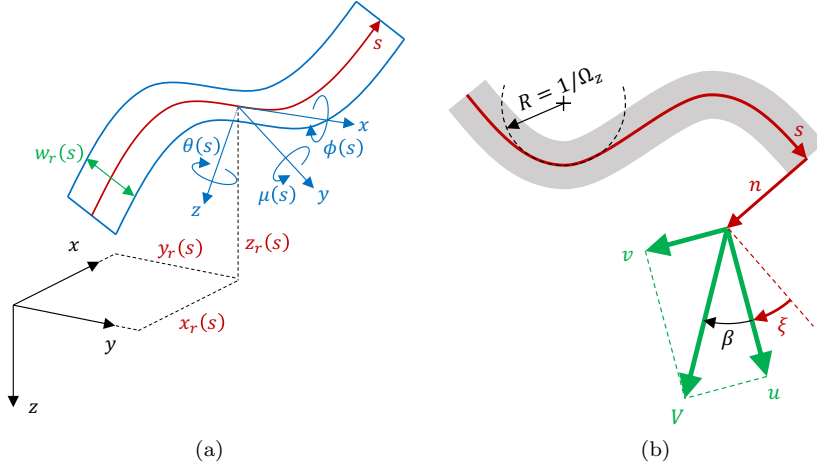 s
w_r(s)
θ(s)
x
ϕ(s)
μ(s)
z
y
x
y_r(s)
z_r(s)
x_r(s)
y
z
(a)
R = 1/Ω_z
s
n
v
ξ
β
u
V
(b)